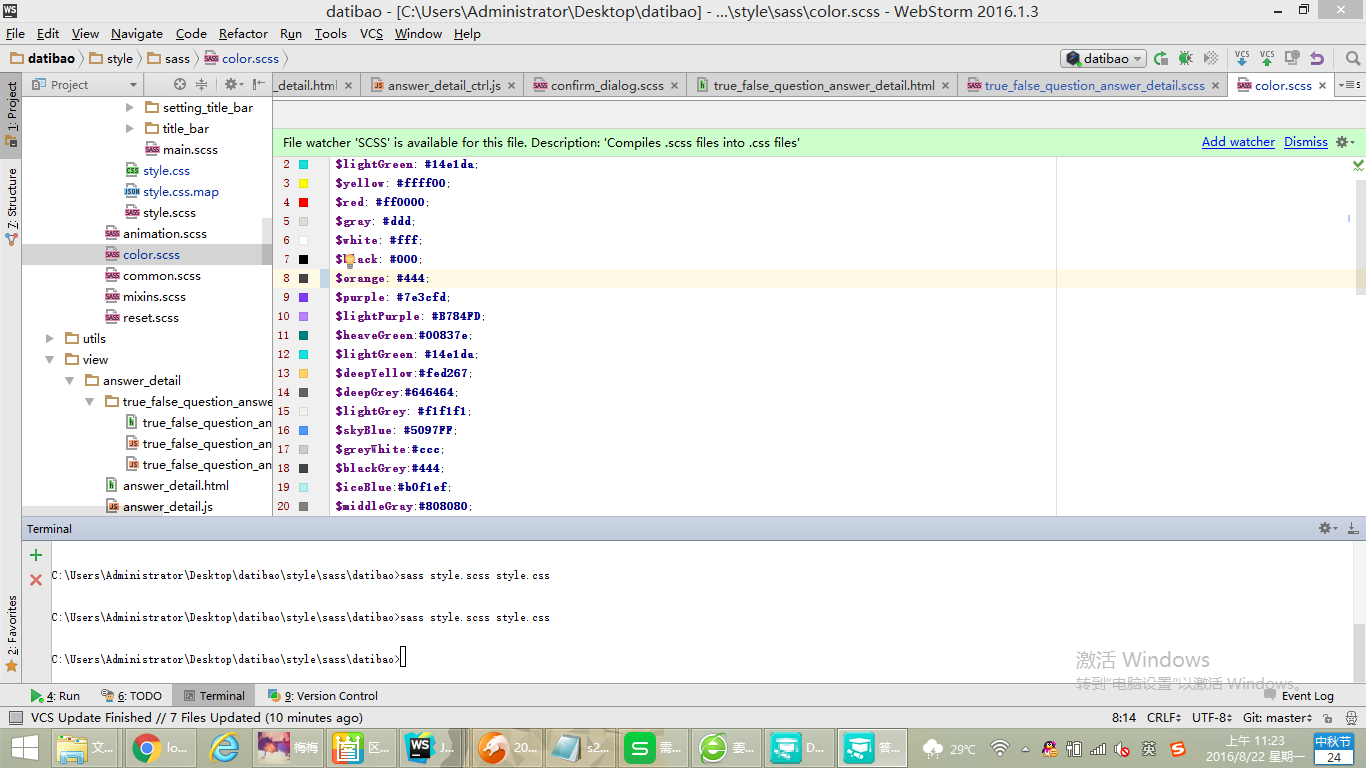 datibao - [C:\Users\Administrator\Desktop\datibao] - ...\style\sass\color.scss - WebStorm 2016.1.3
File Edit View Navigate Code Refactor Run Tools VCS Window Help
datibao style sass color.scss datibao
Project _detail.html answer_detail_ctrl.js confirm_dialog.scss true_false_question_answer_detail.html true_false_question_answer_detail.scss color.scss
1: Project
7: Structure
2: Favorites
setting_title_bar
title_bar
main.scss
style.css
style.css.map
style.scss
animation.scss
color.scss
common.scss
mixins.scss
reset.scss
utils
view
answer_detail
true_false_question_answe
true_false_question_an
true_false_question_an
true_false_question_an
answer_detail.html
answer_detail.js
File watcher 'SCSS' is available for this file. Description: 'Compiles .scss files into .css files' Add watcher Dismiss
2 $lightGreen: #14e1da;
3 $yellow: #ffff00;
4 $red: #ff0000;
5 $gray: #ddd;
6 $white: #fff;
7 $black: #000;
8 $orange: #444;
9 $purple: #7e3cfd;
10 $lightPurple: #B784FD;
11 $heaveGreen:#00837e;
12 $lightGreen: #14e1da;
13 $deepYellow:#fed267;
14 $deepGrey:#646464;
15 $lightGrey: #f1f1f1;
16 $skyBlue: #5097FF;
17 $greyWhite:#ccc;
18 $blackGrey:#444;
19 $iceBlue:#b0f1ef;
20 $middleGray:#808080;
Terminal
C:\Users\Administrator\Desktop\datibao\style\sass\datibao>sass style.scss style.css
C:\Users\Administrator\Desktop\datibao\style\sass\datibao>sass style.scss style.css
C:\Users\Administrator\Desktop\datibao\style\sass\datibao>
激活 Windows
转到"电脑设置"以激活 Windows。
4: Run 6: TODO Terminal 9: Version Control Event Log
VCS Update Finished // 7 Files Updated (10 minutes ago) 8:14 CRLF UTF-8 Git: master
文... lo... 梅梅 区... J... 20... s2... 需... 姜... D... 答... 29℃ 英 上午 11:23
2016/8/22 星期一
中秋节
24